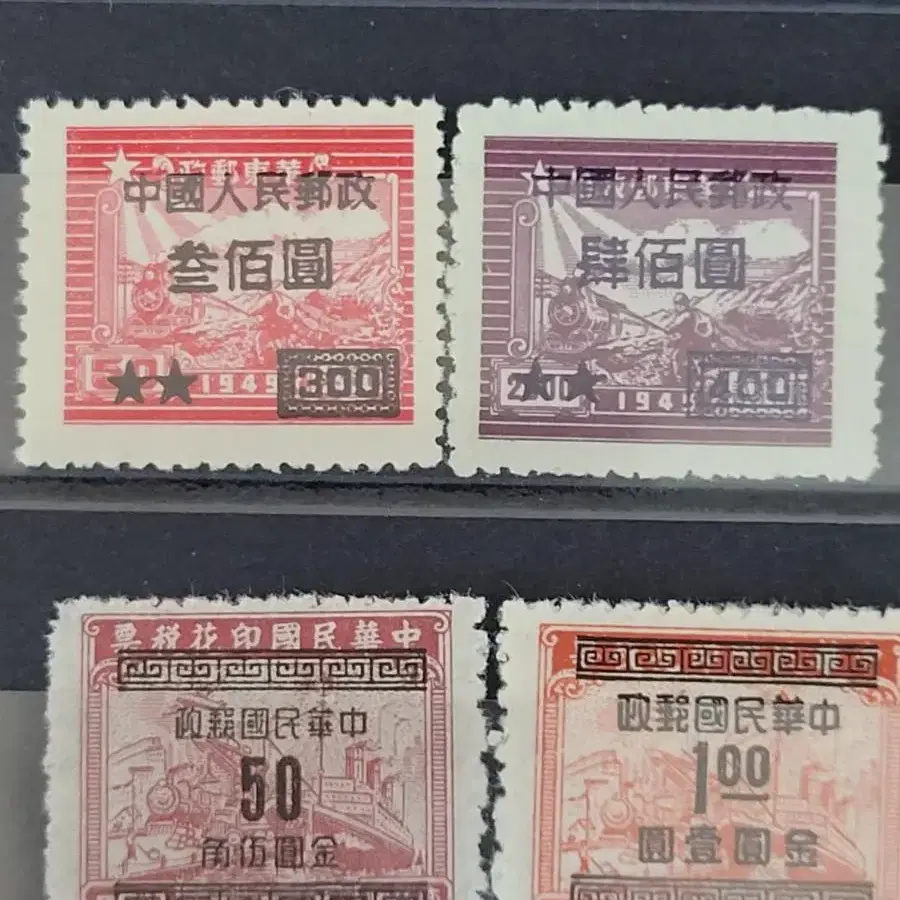 華東郵政
中國人民郵政
叁佰圓
50 ★★ 1949 300
中國人民郵政
肆佰圓
200 ★★ 194 400
中華民國印花稅票
中華民國郵政
50
金圓伍角
中華民國郵政
1.00
金圓壹圓